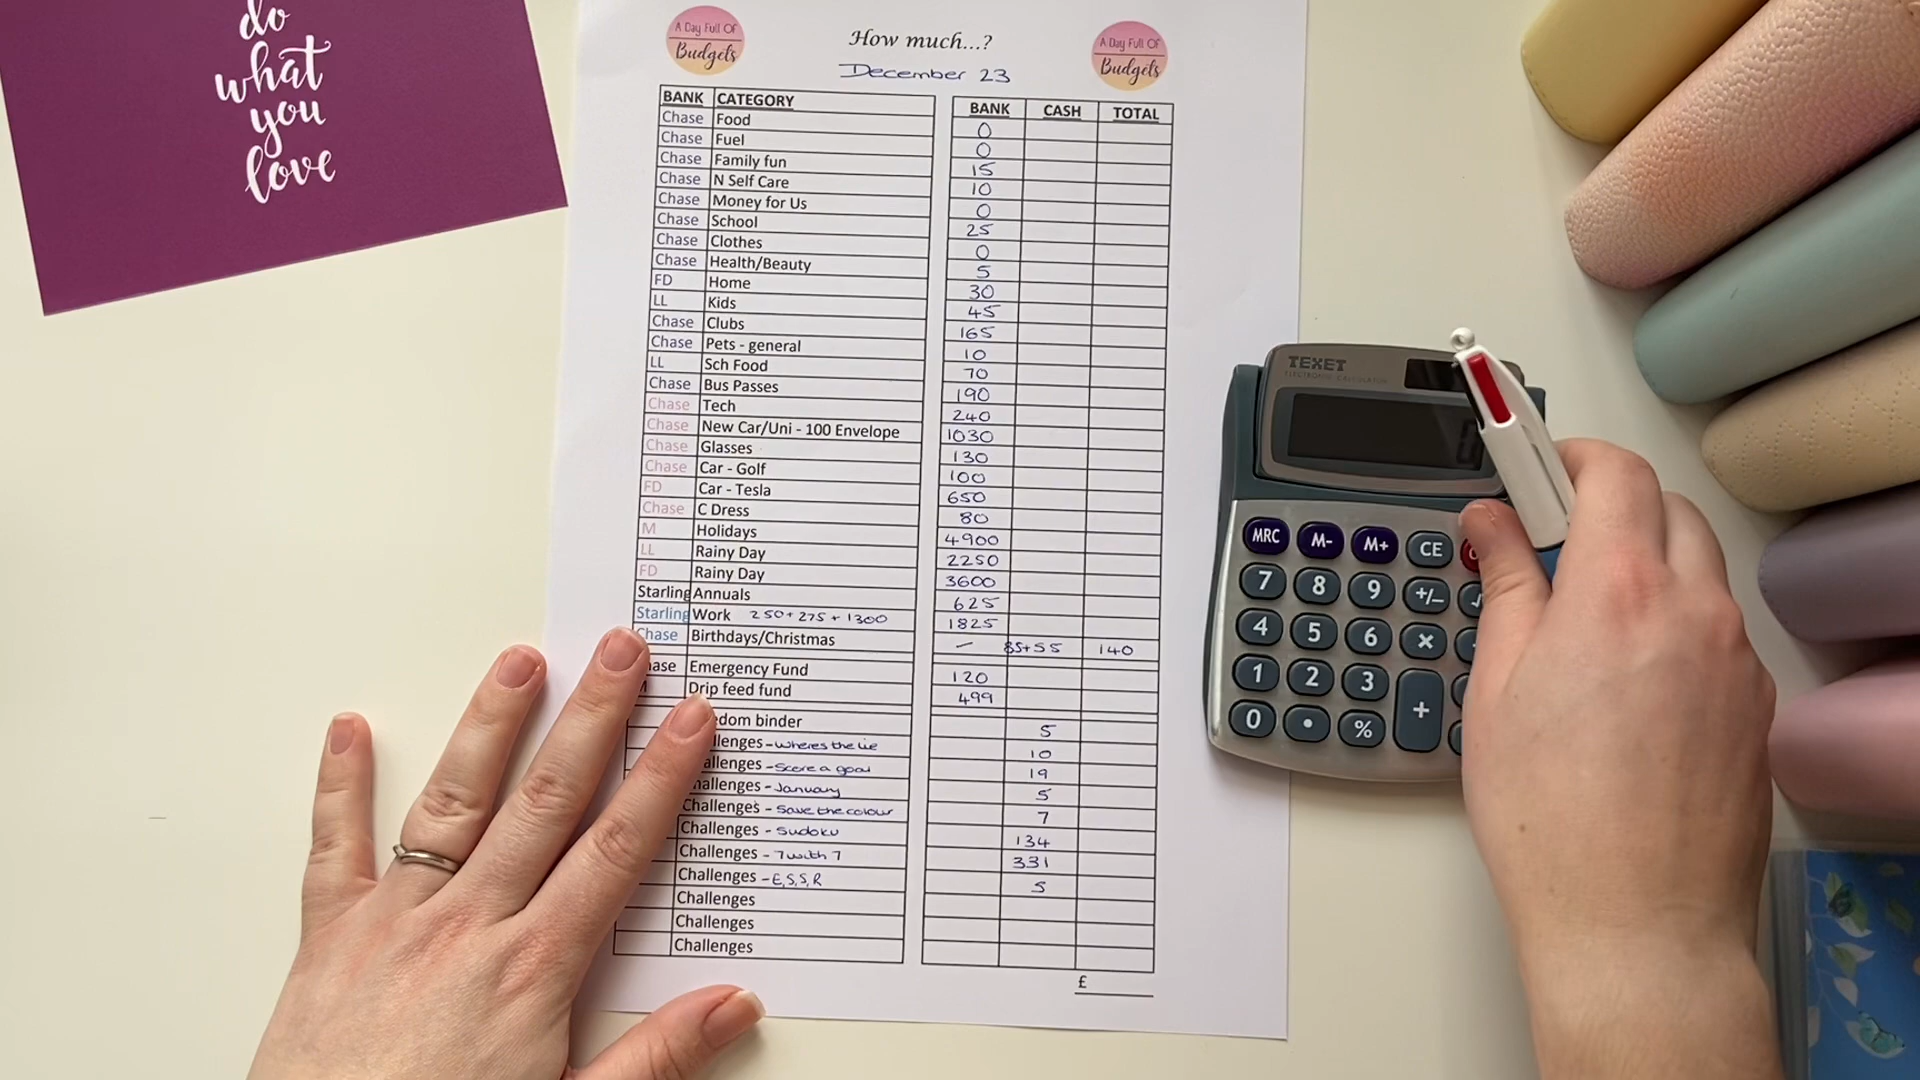 do
what
you
love
A Day Full Of
Budgets
How much...?
December 23
A Day Full Of
Budgets
BANK CATEGORY BANK CASH TOTAL
Chase Food 0
Chase Fuel 0
Chase Family fun 15
Chase N Self Care 10
Chase Money for Us 0
Chase School 25
Chase Clothes 0
Chase Health/Beauty 5
FD Home 30
LL Kids 45
Chase Clubs 165
Chase Pets - general 10
LL Sch Food 70
Chase Bus Passes 190
Chase Tech 240
Chase New Car/Uni - 100 Envelope 1030
Chase Glasses 130
Chase Car - Golf 100
FD Car - Tesla 650
Chase C Dress 80
M Holidays 4900
LL Rainy Day 2250
FD Rainy Day 3600
Starling Annuals 625
Starling Work 250 + 275 + 1300 1825
Chase Birthdays/Christmas - 85+55 140
hase Emergency Fund 120
Drip feed fund 499
edom binder 5
llenges - wheres the lie 10
allenges - Score a goal 19
hallenges - January 5
Challenges - Save the colour 7
Challenges - Sudoku 134
Challenges - 7 with 7 331
Challenges - E,S,S,R 5
Challenges
Challenges
Challenges
£
TEXET
ELECTRONIC CALCULATOR
0
MRC M- M+ CE
7 8 9 +/- √
4 5 6 ×
1 2 3 +
0 • %